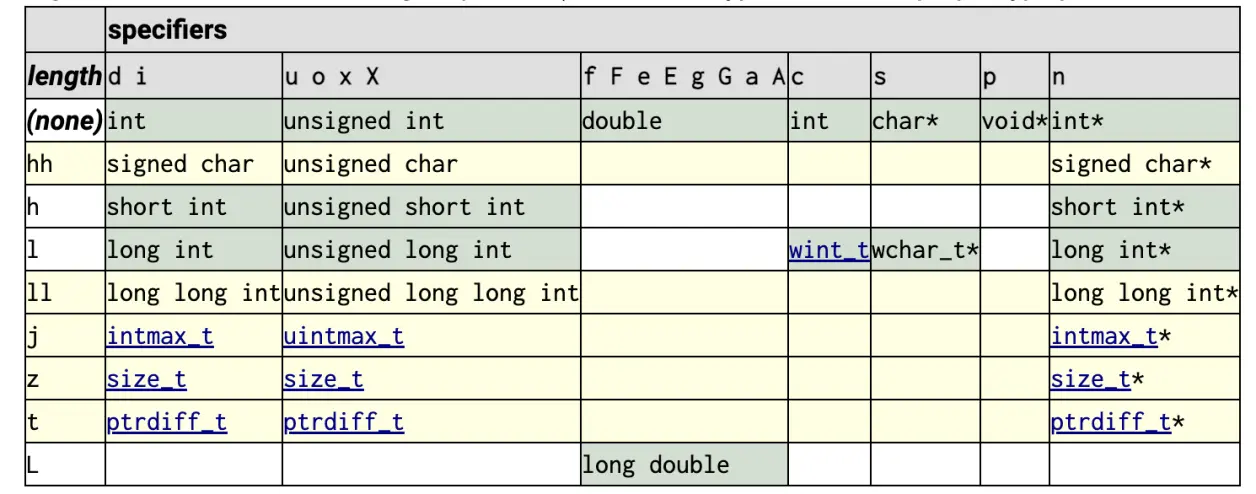 specifiers
length d i u o x X f F e E g G a A c s p n
(none) int unsigned int double int char* void* int*
hh signed char unsigned char signed char*
h short int unsigned short int short int*
l long int unsigned long int wint_t wchar_t* long int*
ll long long int unsigned long long int long long int*
j intmax_t uintmax_t intmax_t*
z size_t size_t size_t*
t ptrdiff_t ptrdiff_t ptrdiff_t*
L long double